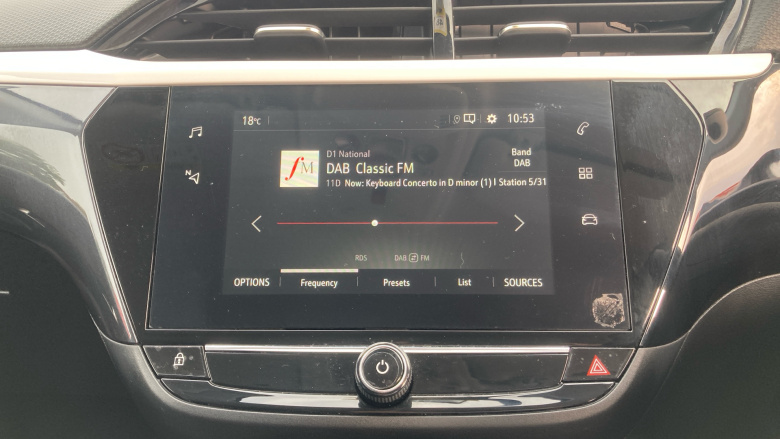 18°C
10:53
D1 National
fM
DAB Classic FM
Band
DAB
11D Now: Keyboard Concerto in D minor (1) I Station 5/31
N
RDS
DAB FM
OPTIONS Frequency Presets List SOURCES